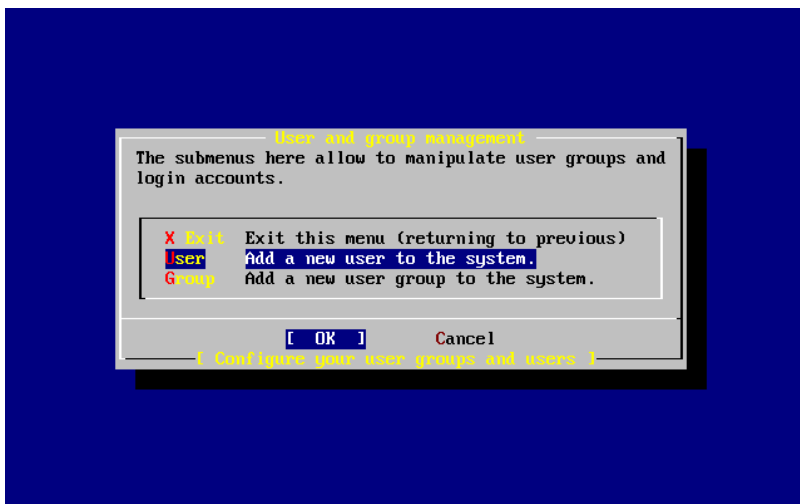 User and group management
The submenus here allow to manipulate user groups and
login accounts.
X Exit Exit this menu (returning to previous)
User Add a new user to the system.
Group Add a new user group to the system.
[ OK ] Cancel
[ Configure your user groups and users ]